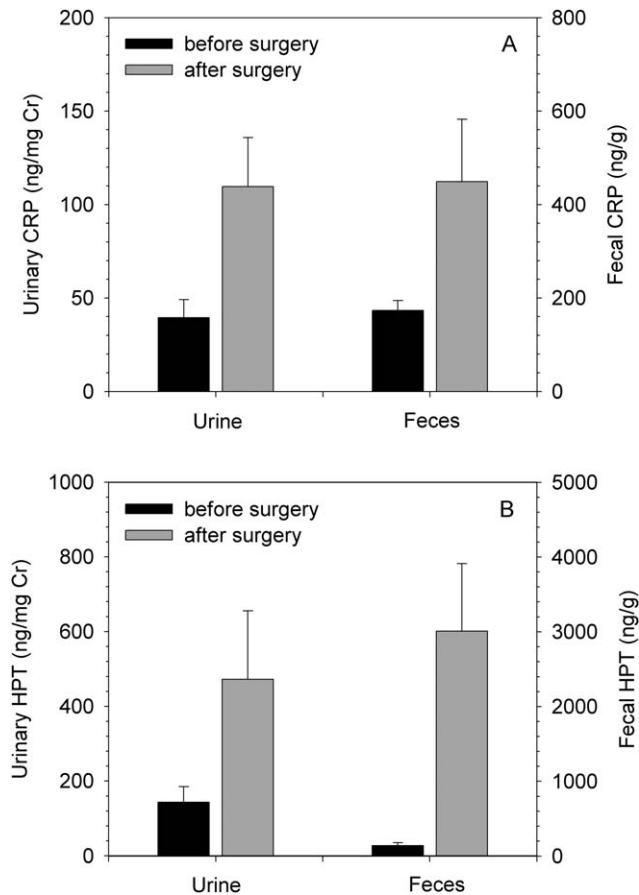 200
150
100
50
0
Urinary CRP (ng/mg Cr)
before surgery
after surgery
A
800
600
400
200
0
Fecal CRP (ng/g)
Urine Feces
1000
800
600
400
200
0
Urinary HPT (ng/mg Cr)
before surgery
after surgery
B
5000
4000
3000
2000
1000
0
Fecal HPT (ng/g)
Urine Feces